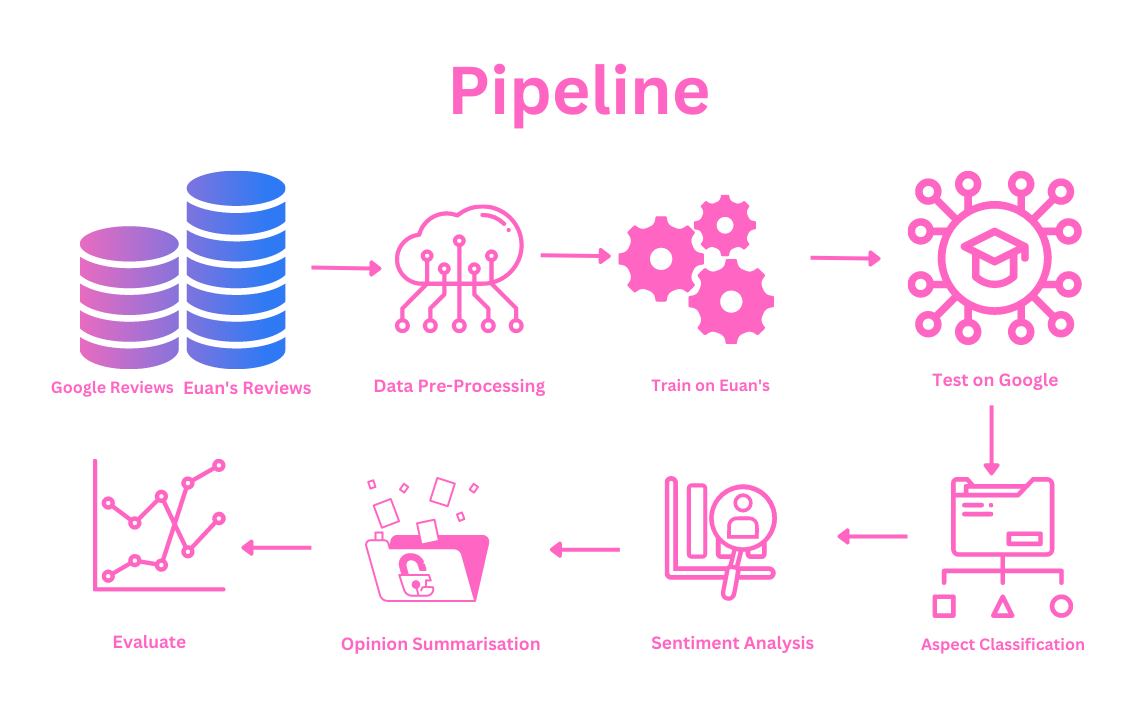 Pipeline
Google Reviews
Euan's Reviews
Data Pre-Processing
Train on Euan's
Test on Google
Evaluate
Opinion Summarisation
Sentiment Analysis
Aspect Classification